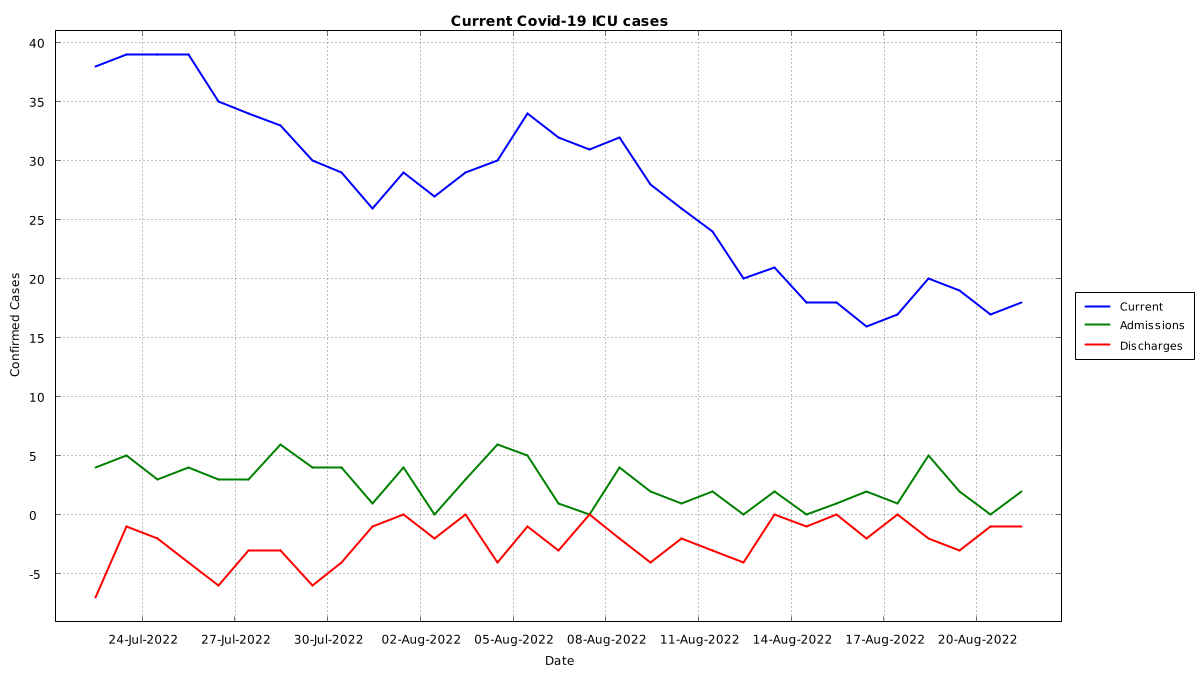 Current Covid-19 ICU cases
40
35
30
25
20
15
10
5
0
-5
Confirmed Cases
24-Jul-2022 27-Jul-2022 30-Jul-2022 02-Aug-2022 05-Aug-2022 08-Aug-2022 11-Aug-2022 14-Aug-2022 17-Aug-2022 20-Aug-2022
Date
Current
Admissions
Discharges